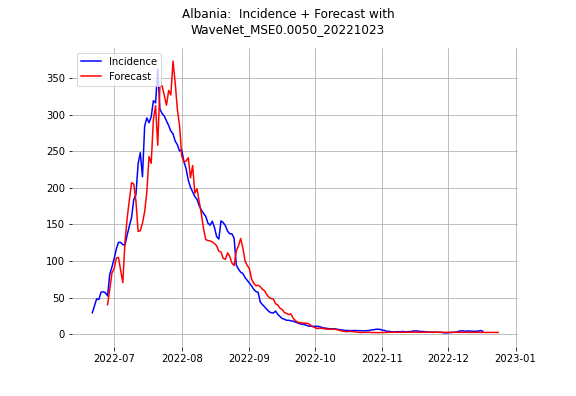 Albania:  Incidence + Forecast with
WaveNet_MSE0.0050_20221023
Incidence
Forecast
350
300
250
200
150
100
50
0
2022-07 2022-08 2022-09 2022-10 2022-11 2022-12 2023-01